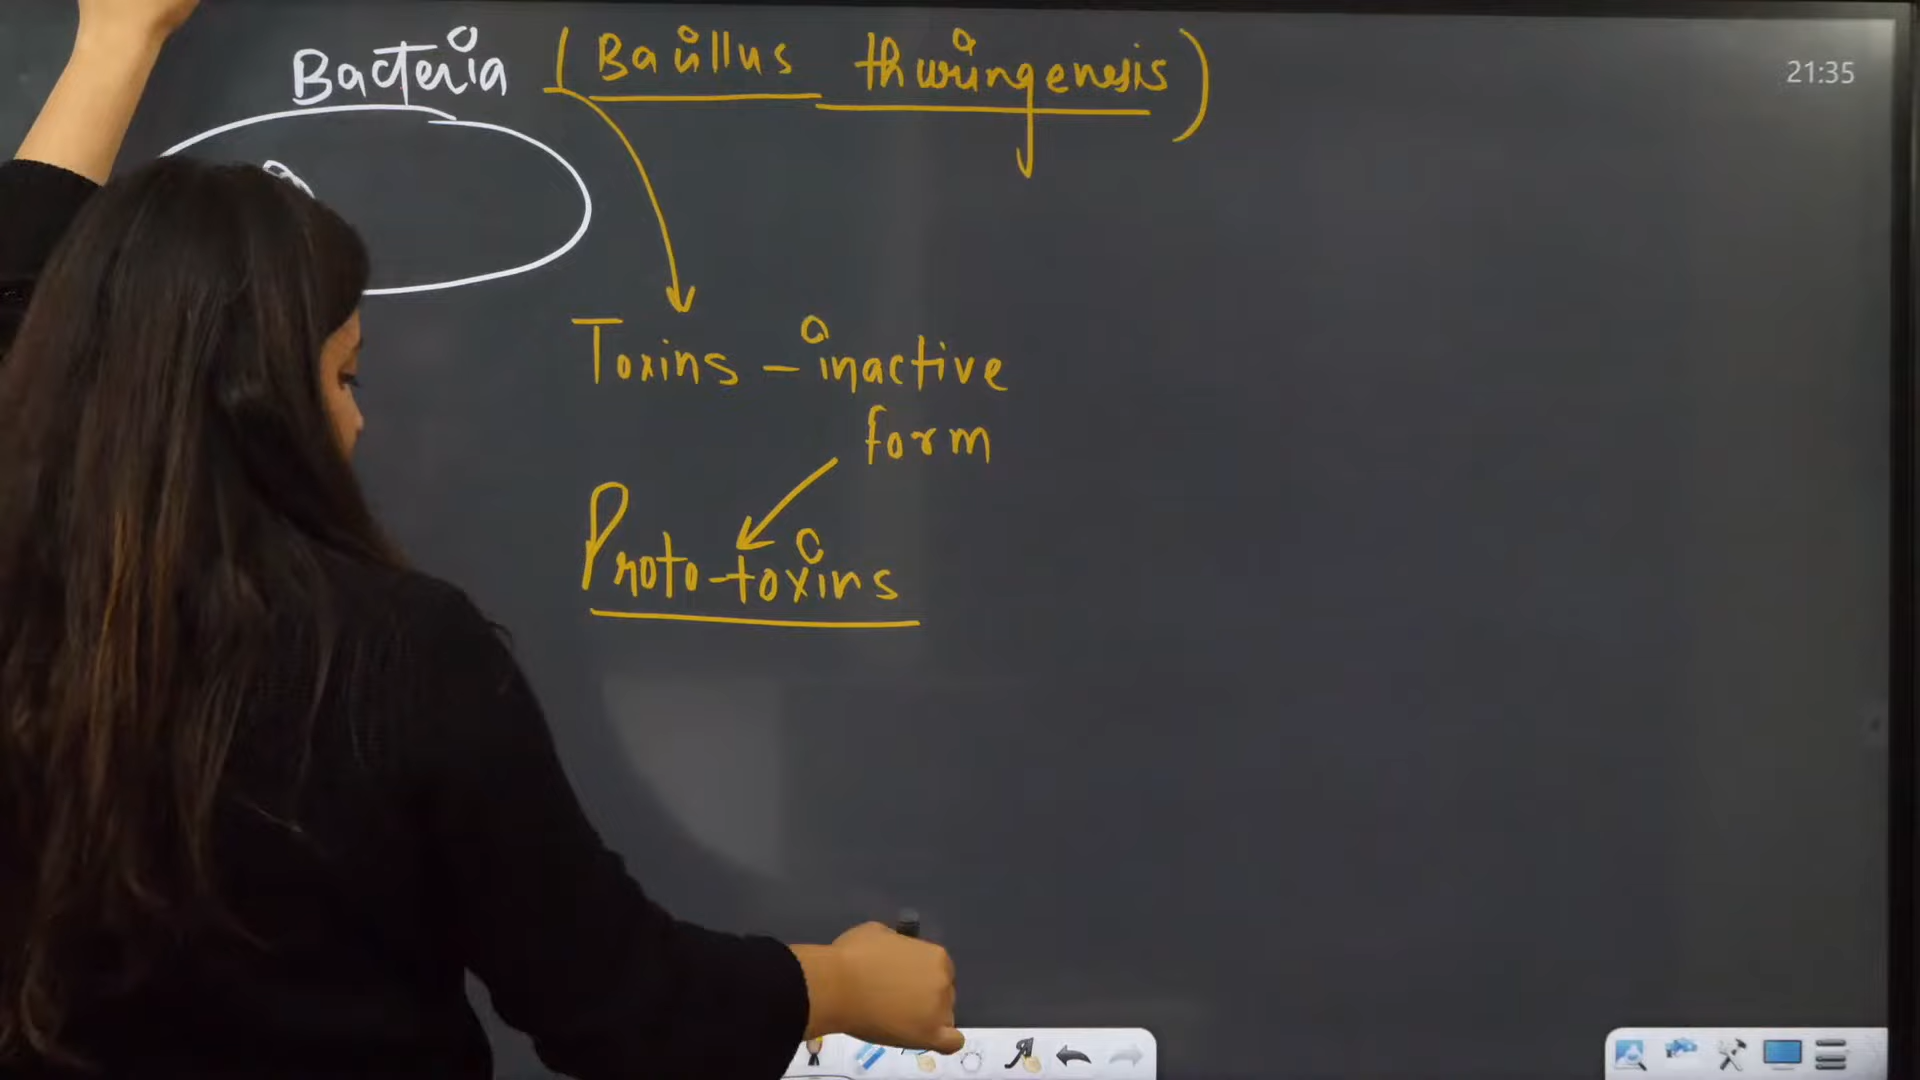 Bacteria (Bacillus thuringenesis)
21:35
Toxins – inactive
form
Proto-toxins